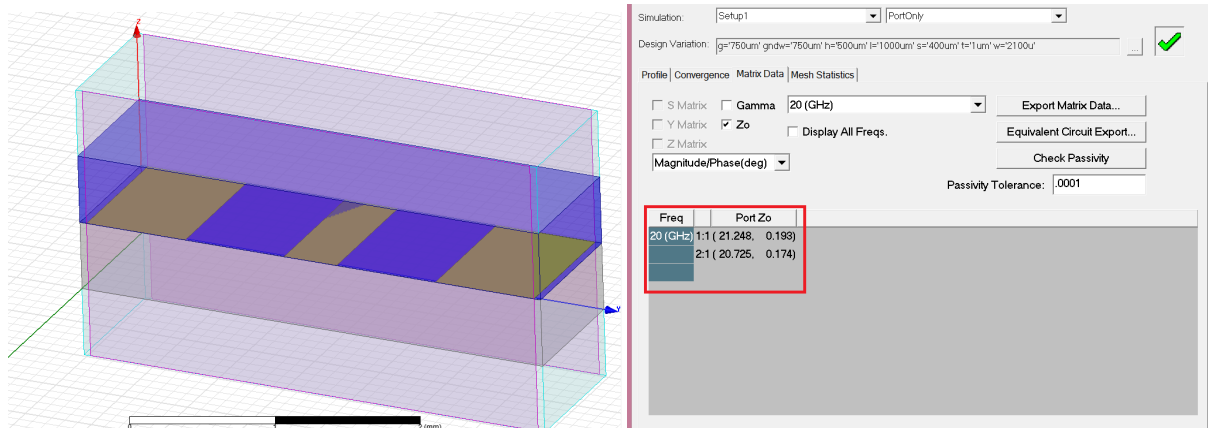 z
y
0
1
2 (mm)
Simulation: Setup1 PortOnly
Design Variation: g='750um' gndw='750um' h='500um' l='1000um' s='400um' t='1um' w='2100u' ...
Profile Convergence Matrix Data Mesh Statistics
S Matrix Gamma 20 (GHz) Export Matrix Data...
Y Matrix Zo Display All Freqs. Equivalent Circuit Export...
Z Matrix
Magnitude/Phase(deg) Check Passivity
Passivity Tolerance: .0001
Freq Port Zo
20 (GHz) 1:1 ( 21.248, 0.193)
2:1 ( 20.725, 0.174)